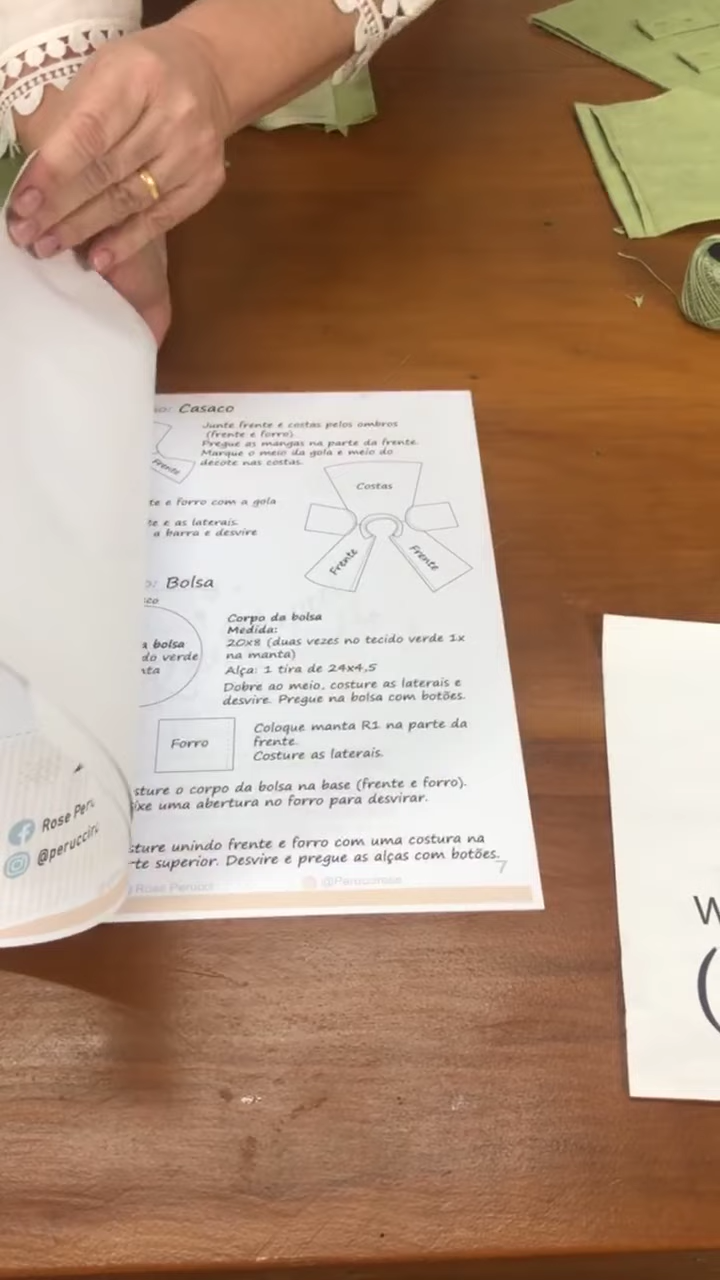 Casaco
Junte frente e costas pelos ombros
(frente e forro).
Pregue as mangas na parte da frente.
Marque o meio da gola e meio do
decote nas costas.
Frente
Costas
e forro com a gola
e as laterais.
a barra e desvire
Frente
Frente
Bolsa
Corpo da bolsa
Medida:
20x8 (duas vezes no tecido verde 1x
na manta)
Alça: 1 tira de 24x4,5
Dobre ao meio, costure as laterais e
desvire. Pregue na bolsa com botões.
bolsa
do verde
Forro
Coloque manta R1 na parte da
frente.
Costure as laterais.
sture o corpo da bolsa na base (frente e forro).
ixe uma abertura no forro para desvirar.
sture unindo frente e forro com uma costura na
te superior. Desvire e pregue as alças com botões.
7
Rose Perucci
@Peruccirose
Rose Peru
@peruccir
W
(